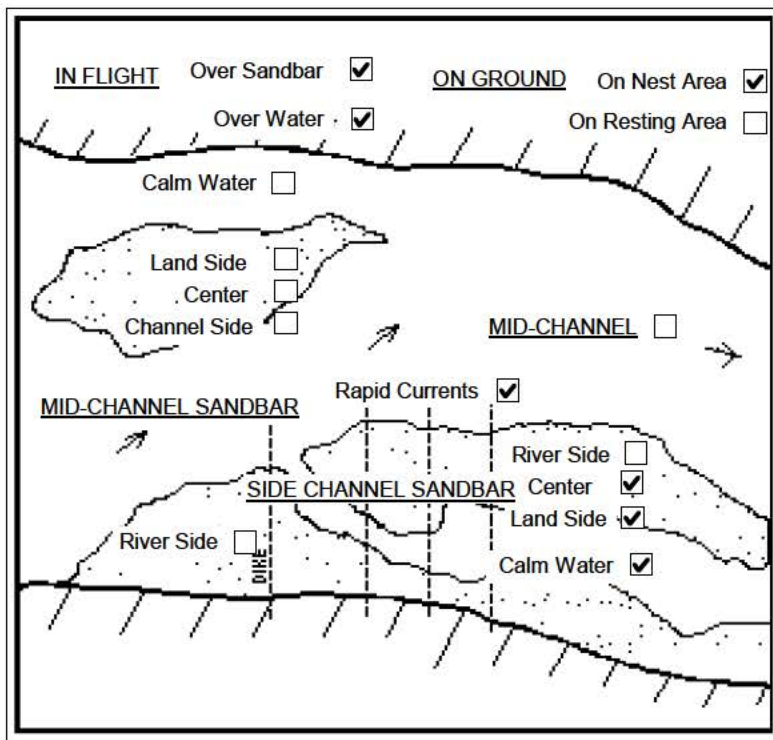 IN FLIGHT
Over Sandbar
ON GROUND
On Nest Area
Over Water
On Resting Area
Calm Water
Land Side
Center
Channel Side
MID-CHANNEL
Rapid Currents
MID-CHANNEL SANDBAR
River Side
SIDE CHANNEL SANDBAR
Center
Land Side
River Side
DIKE
Calm Water